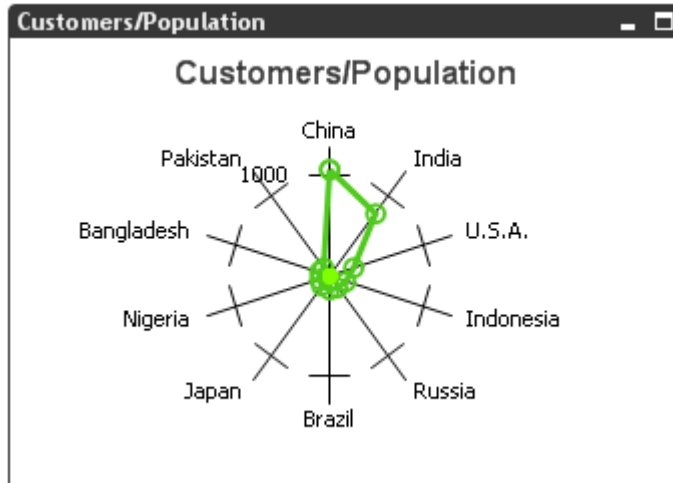 Customers/Population
Customers/Population
China
Pakistan
1000
India
Bangladesh
U.S.A.
Nigeria
Indonesia
Japan
Russia
Brazil